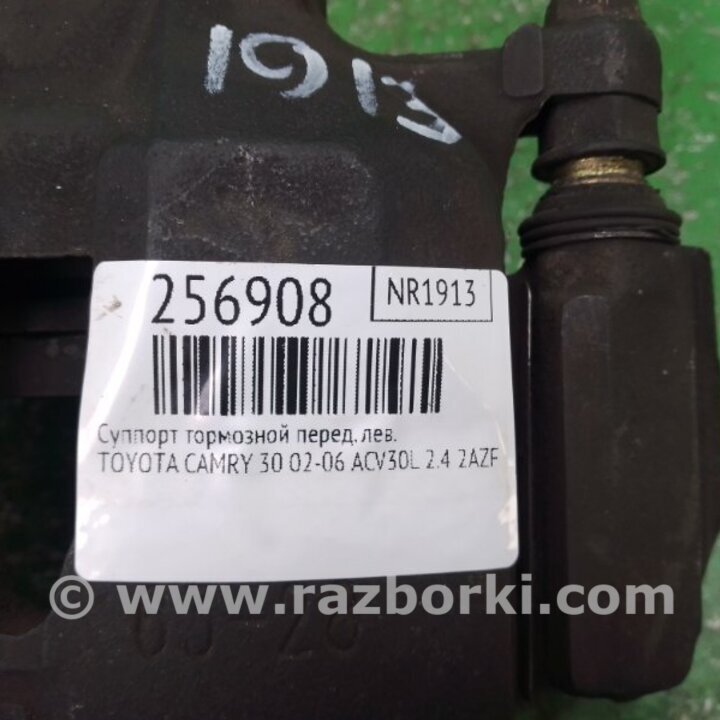 1913
256908
NR1913
Суппорт тормозной перед. лев.
TOYOTA CAMRY 30 02-06 ACV30L 2.4 2AZF
© www.razborki.com